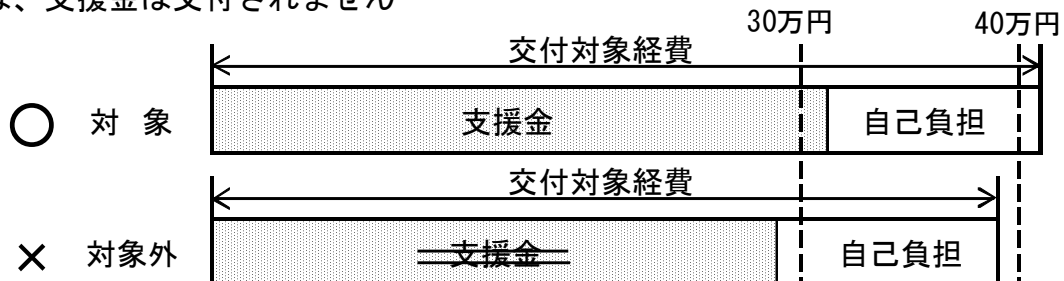 は、支援金は交付されません
30万円 40万円
交付対象経費
○ 対 象 支援金 自己負担
交付対象経費
× 対象外 支援金 自己負担